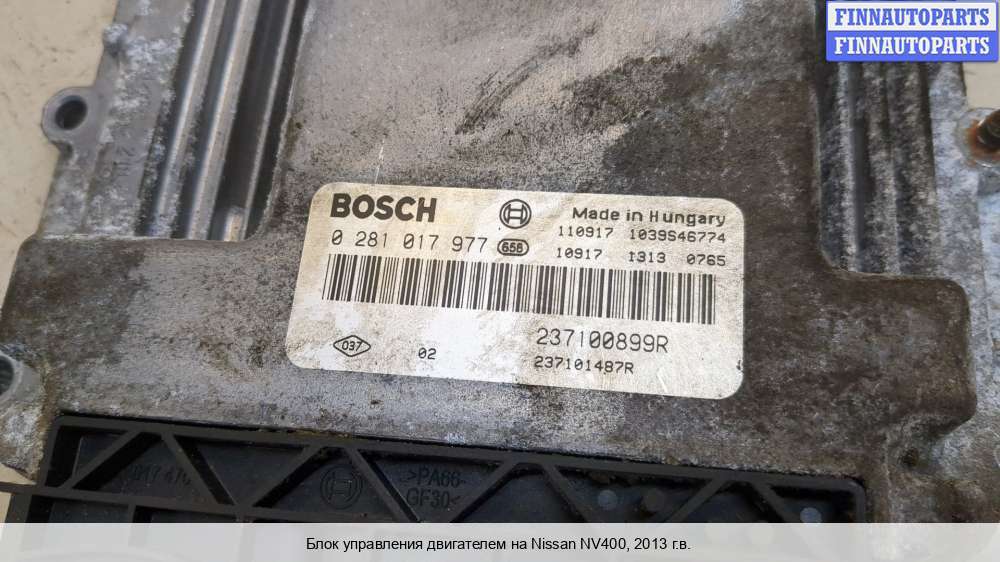 FINNAUTOPARTS
FINNAUTOPARTS
BOSCH
Made in Hungary
0 281 017 977 658
110917 1039S46774
10917 1313 0765
037
02
237100899R
237101487R
>PA66-
GF30<
Блок управления двигателем на Nissan NV400, 2013 г.в.